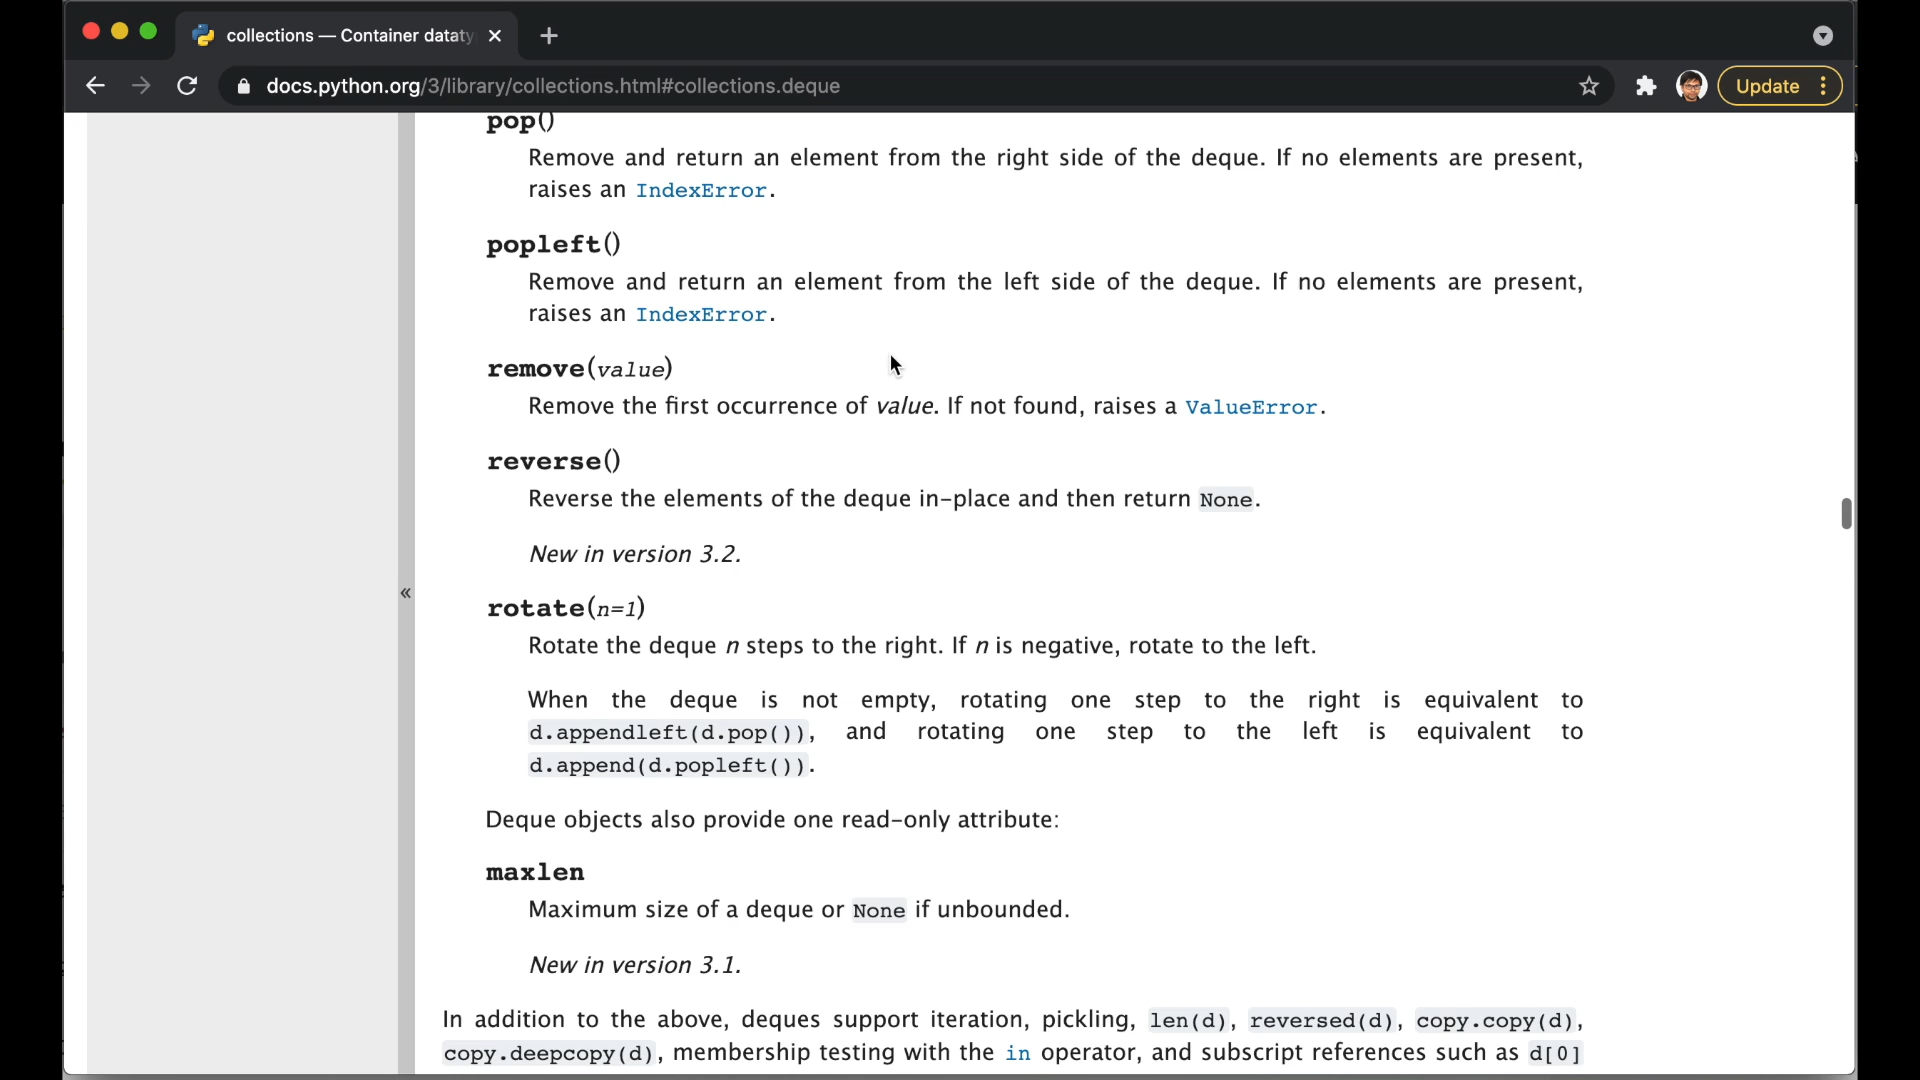 collections — Container dataty
docs.python.org/3/library/collections.html#collections.deque
Update
pop()
Remove and return an element from the right side of the deque. If no elements are present,
raises an IndexError.
popleft()
Remove and return an element from the left side of the deque. If no elements are present,
raises an IndexError.
remove(value)
Remove the first occurrence of value. If not found, raises a ValueError.
reverse()
Reverse the elements of the deque in-place and then return None.
New in version 3.2.
«
rotate(n=1)
Rotate the deque n steps to the right. If n is negative, rotate to the left.
When the deque is not empty, rotating one step to the right is equivalent to
d.appendleft(d.pop()), and rotating one step to the left is equivalent to
d.append(d.popleft()).
Deque objects also provide one read-only attribute:
maxlen
Maximum size of a deque or None if unbounded.
New in version 3.1.
In addition to the above, deques support iteration, pickling, len(d), reversed(d), copy.copy(d),
copy.deepcopy(d), membership testing with the in operator, and subscript references such as d[0]